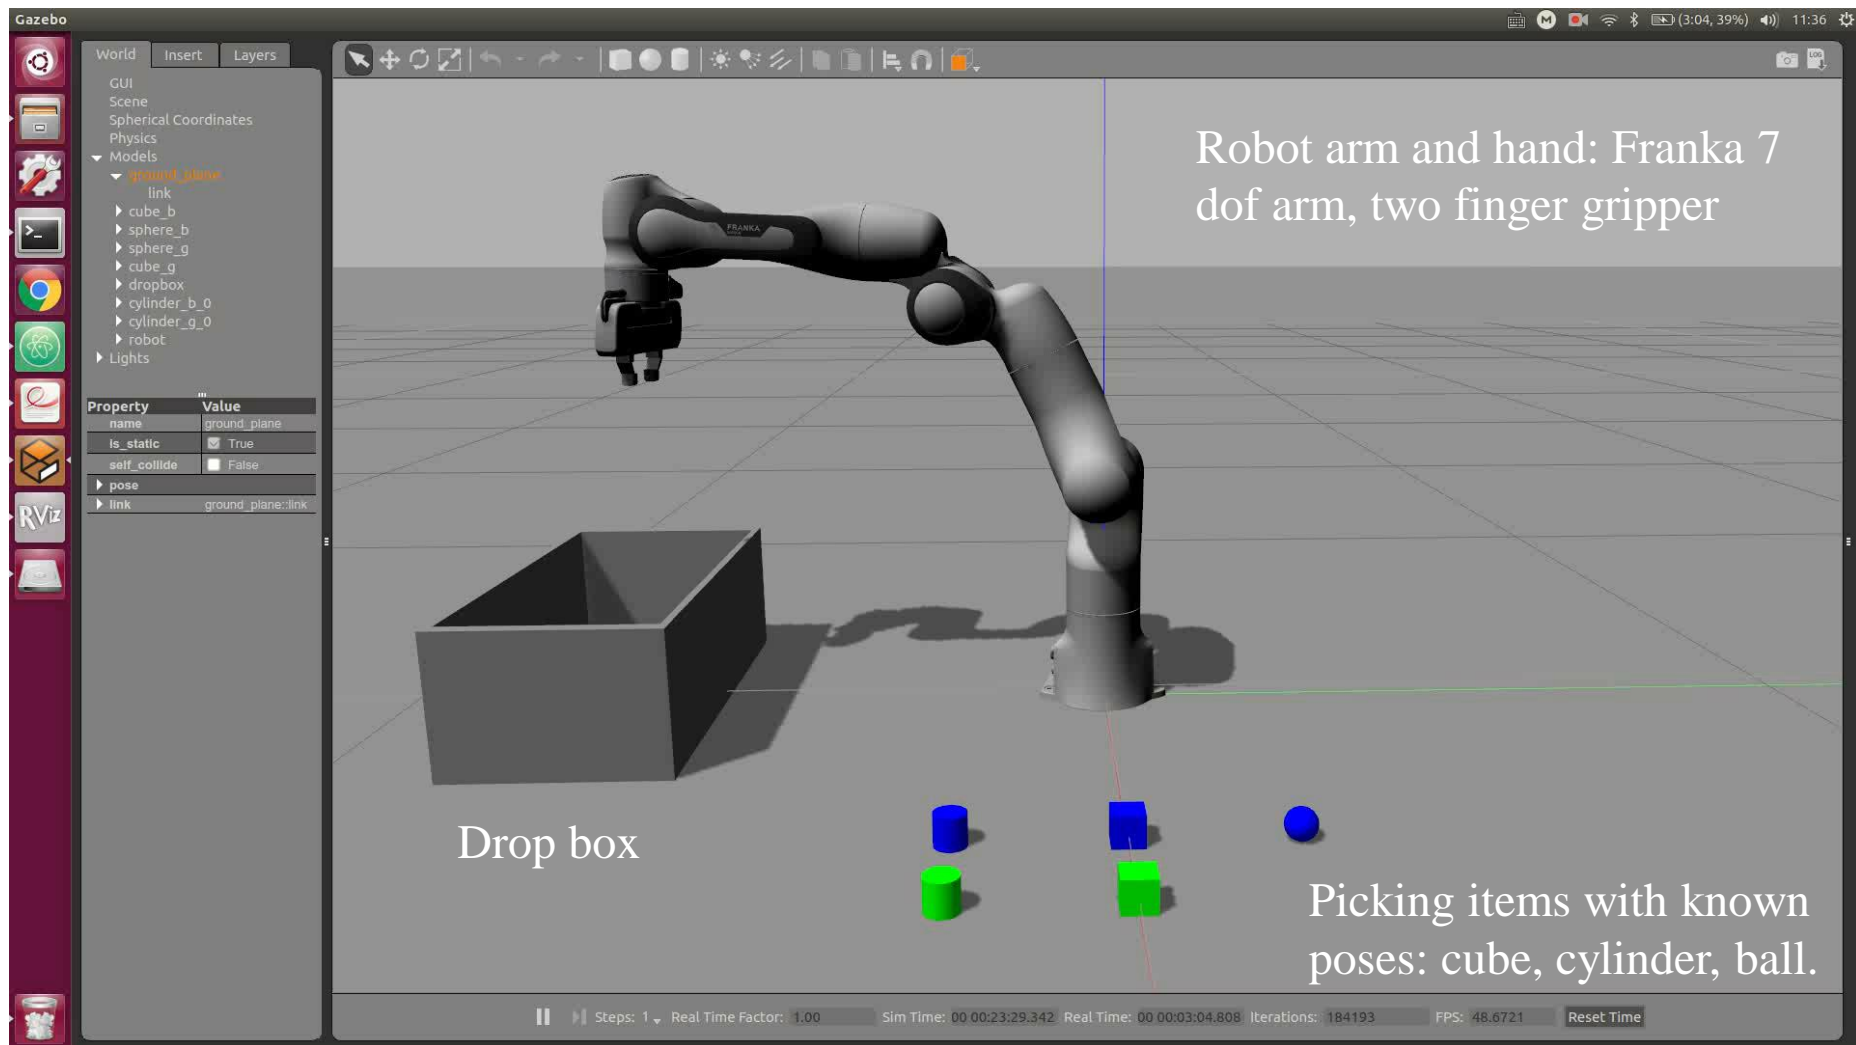 Gazebo
(3:04, 39%)
11:36
World Insert Layers
GUI
Scene
Spherical Coordinates
Physics
Models
ground_plane
link
cube_b
sphere_b
sphere_g
cube_g
dropbox
cylinder_b_0
cylinder_g_0
robot
Lights
Property Value
name ground_plane
is_static True
self_collide False
pose
link ground_plane::link
RViz
LOG
FRANKA
Robot arm and hand: Franka 7
dof arm, two finger gripper
Drop box
Picking items with known
poses: cube, cylinder, ball.
Steps: 1 Real Time Factor: 1.00 Sim Time: 00 00:23:29.342 Real Time: 00 00:03:04.808 Iterations: 184193 FPS: 48.6721 Reset Time